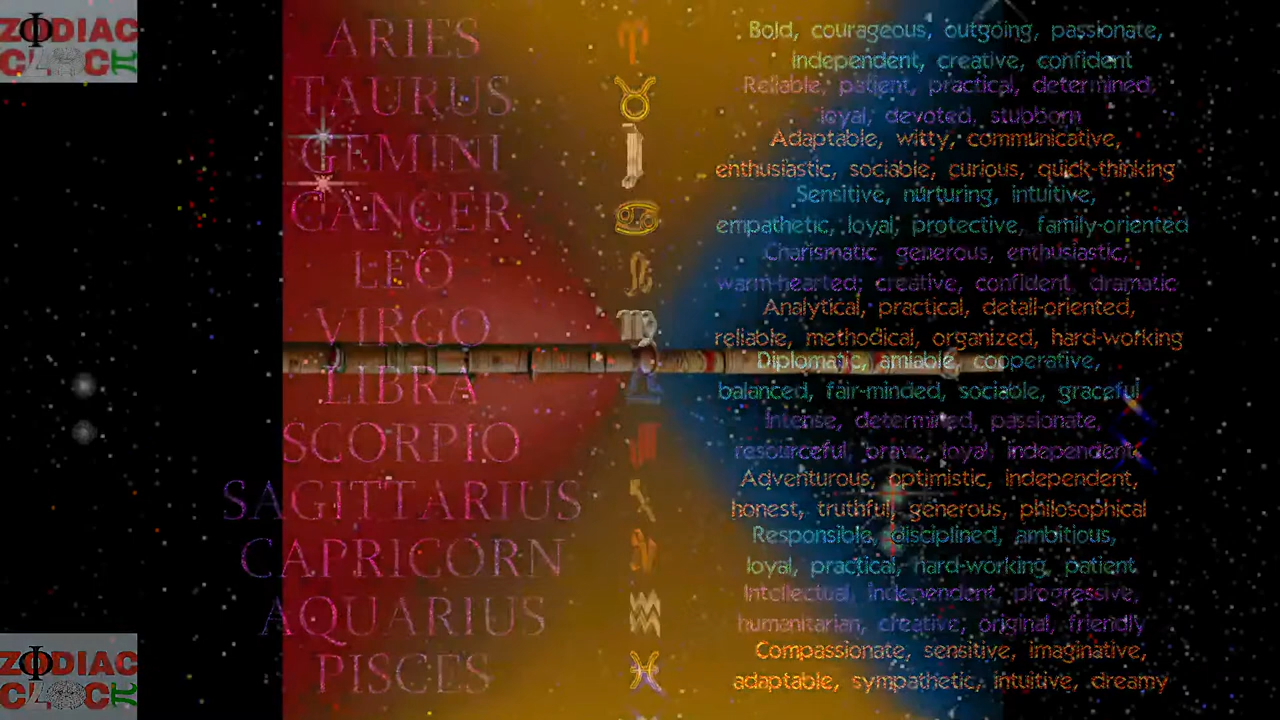 ZODIAC
CLOCK
ARIES
Bold, courageous, outgoing, passionate,
independent, creative, confident
TAURUS
Reliable, patient, practical, determined,
loyal, devoted, stubborn
GEMINI
Adaptable, witty, communicative,
enthusiastic, sociable, curious, quick-thinking
CANCER
Sensitive, nurturing, intuitive,
empathetic, loyal, protective, family-oriented
LEO
Charismatic, generous, enthusiastic,
warm-hearted, creative, confident, dramatic
VIRGO
Analytical, practical, detail-oriented,
reliable, methodical, organized, hard-working
LIBRA
Diplomatic, amiable, cooperative,
balanced, fair-minded, sociable, graceful
SCORPIO
Intense, determined, passionate,
resourceful, brave, loyal, independent
SAGITTARIUS
Adventurous, optimistic, independent,
honest, truthful, generous, philosophical
CAPRICORN
Responsible, disciplined, ambitious,
loyal, practical, hard-working, patient
AQUARIUS
Intellectual, independent, progressive,
humanitarian, creative, original, friendly
PISCES
Compassionate, sensitive, imaginative,
adaptable, sympathetic, intuitive, dreamy
ZODIAC
CLOCK